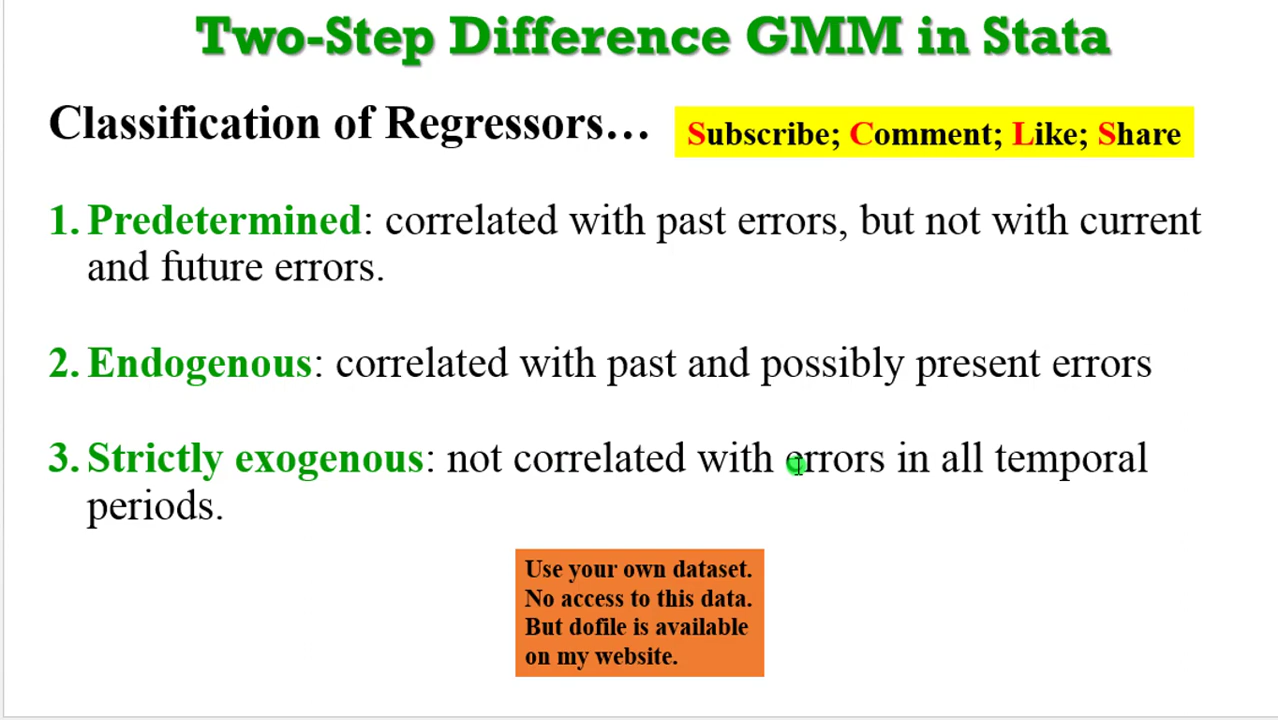 Two-Step Difference GMM in Stata
Classification of Regressors…
Subscribe; Comment; Like; Share
1. Predetermined: correlated with past errors, but not with current
and future errors.
2. Endogenous: correlated with past and possibly present errors
3. Strictly exogenous: not correlated with errors in all temporal
periods.
Use your own dataset.
No access to this data.
But dofile is available
on my website.